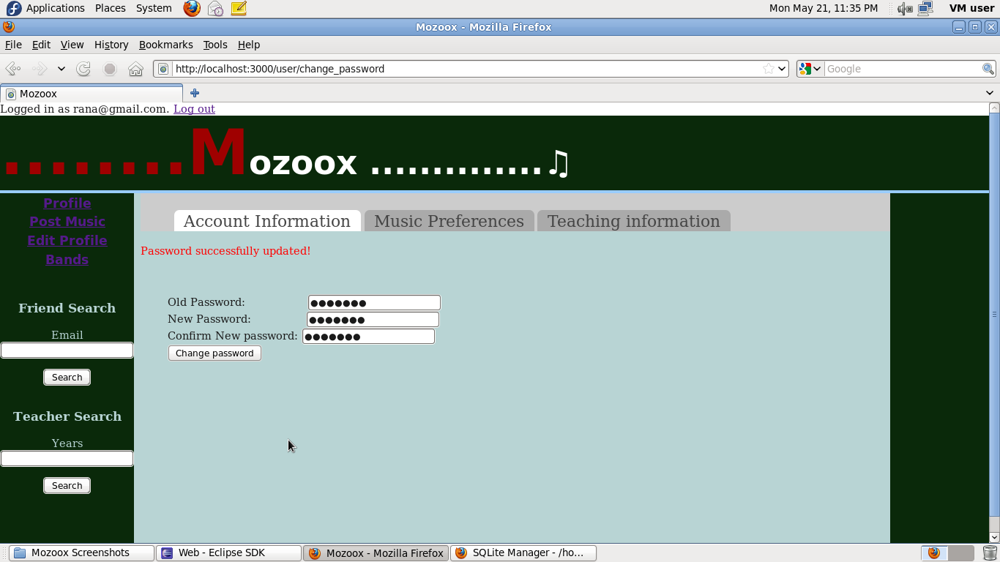 Applications Places System Mon May 21, 11:35 PM VM user
Mozoox - Mozilla Firefox
File Edit View History Bookmarks Tools Help
http://localhost:3000/user/change_password Google
Mozoox
Logged in as rana@gmail.com. Log out
.........Mozoox ..............♫
Profile
Post Music
Edit Profile
Bands
Friend Search
Email
Search
Teacher Search
Years
Search
Account Information Music Preferences Teaching information
Password successfully updated!
Old Password: ●●●●●●●
New Password: ●●●●●●●
Confirm New password: ●●●●●●●
Change password
Mozoox Screenshots Web - Eclipse SDK Mozoox - Mozilla Firefox SQLite Manager - /ho...